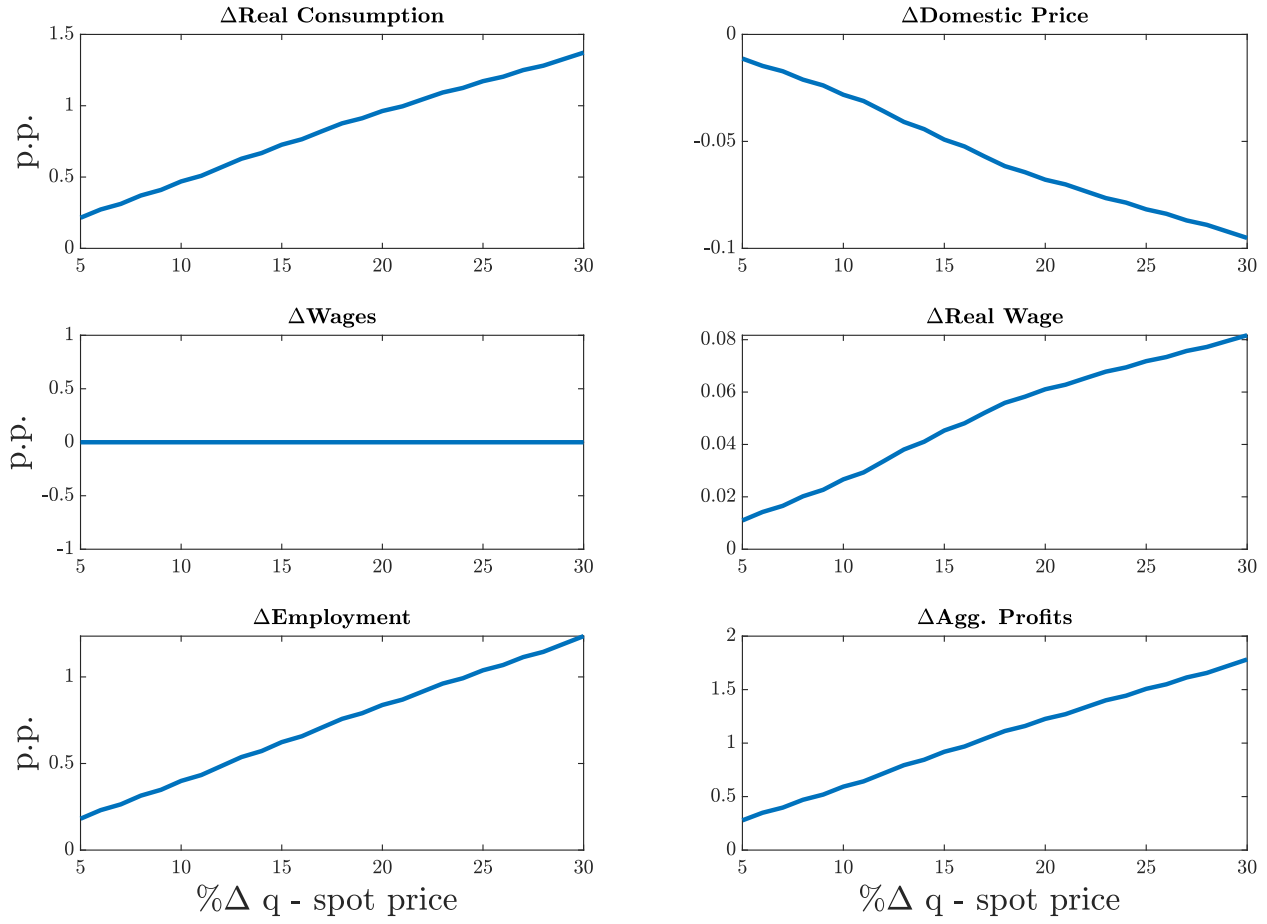 ΔReal Consumption
p.p.
1.5
1
0.5
0
5 10 15 20 25 30
ΔDomestic Price
0
-0.05
-0.1
5 10 15 20 25 30
ΔWages
p.p.
1
0.5
0
-0.5
-1
5 10 15 20 25 30
ΔReal Wage
0.08
0.06
0.04
0.02
0
5 10 15 20 25 30
ΔEmployment
p.p.
1
0.5
0
5 10 15 20 25 30
%Δ q - spot price
ΔAgg. Profits
2
1.5
1
0.5
0
5 10 15 20 25 30
%Δ q - spot price